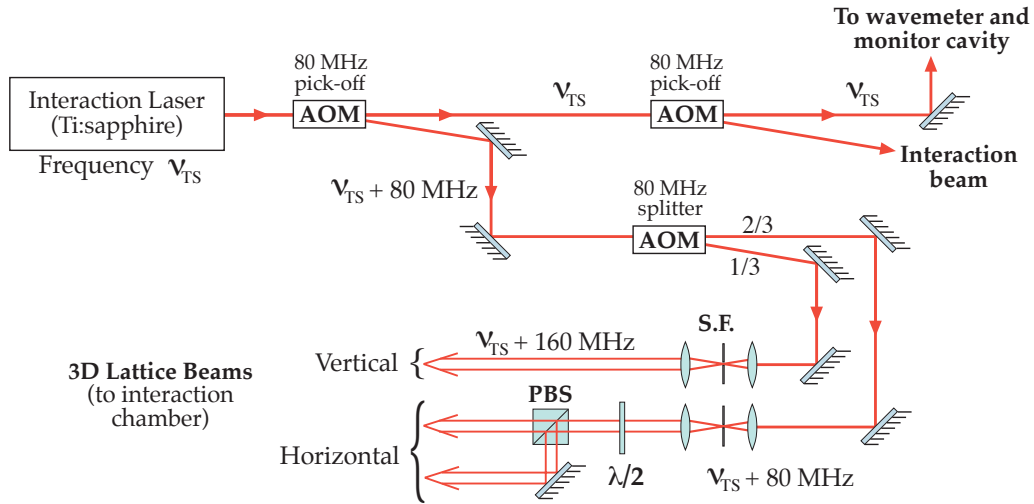 To wavemeter and
monitor cavity
80 MHz
pick-off
80 MHz
pick-off
Interaction Laser
(Ti:sapphire)
AOM
ν_TS
AOM
ν_TS
Frequency ν_TS
Interaction
beam
ν_TS + 80 MHz
80 MHz
splitter
AOM
2/3
1/3
S.F.
ν_TS + 160 MHz
Vertical
3D Lattice Beams
(to interaction
chamber)
PBS
Horizontal
λ/2
ν_TS + 80 MHz